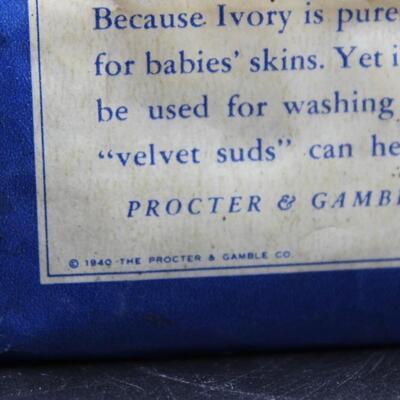 Because Ivory is pure
for babies' skins. Yet i
be used for washing
“velvet suds” can he
PROCTER & GAMBL
© 1940 THE PROCTER & GAMBLE CO.